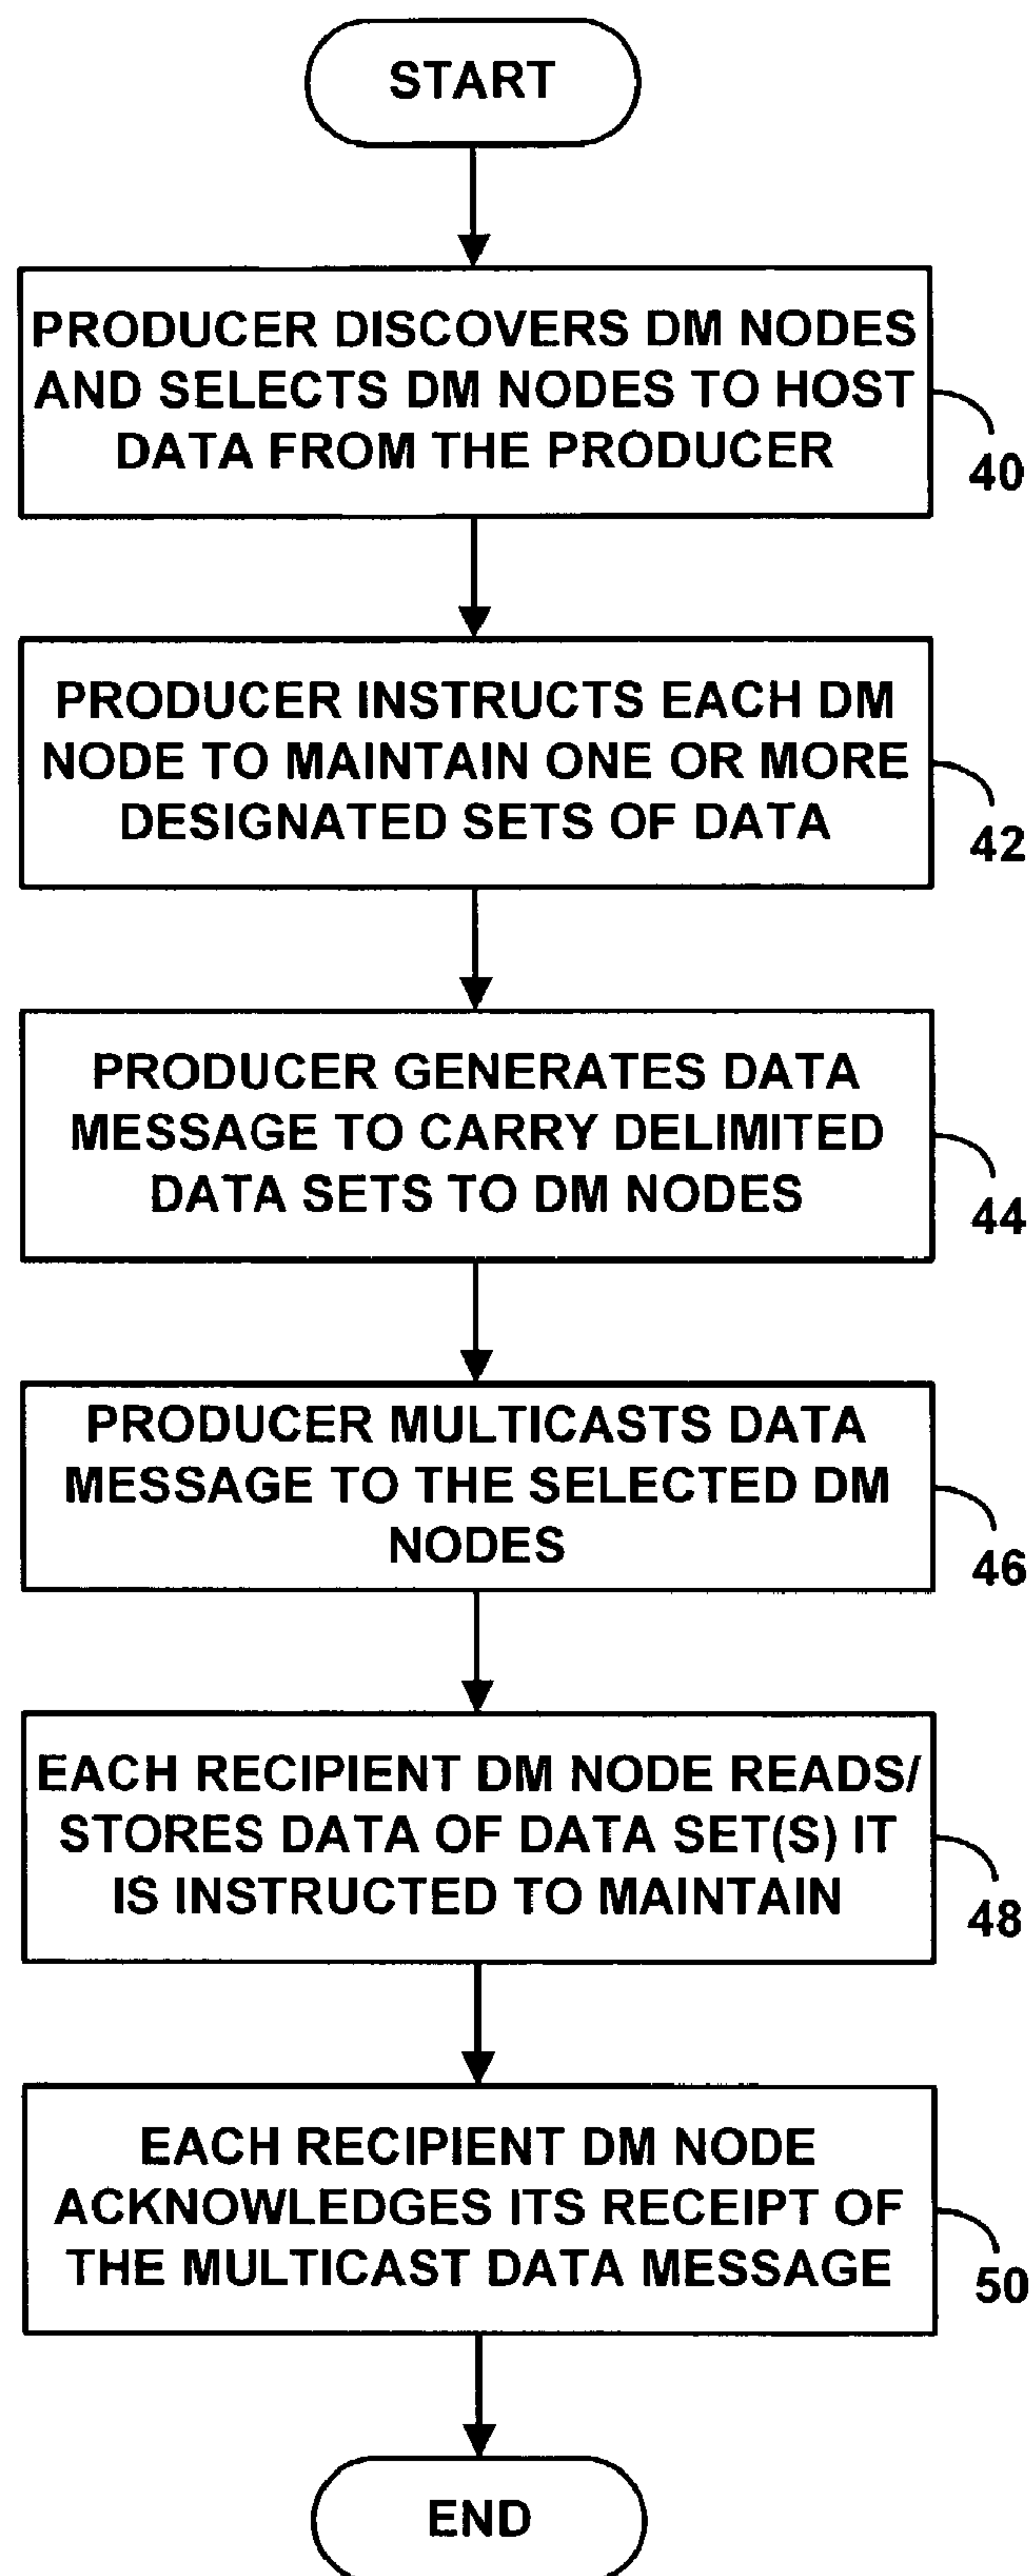 START
PRODUCER DISCOVERS DM NODES
AND SELECTS DM NODES TO HOST
DATA FROM THE PRODUCER
40
PRODUCER INSTRUCTS EACH DM
NODE TO MAINTAIN ONE OR MORE
DESIGNATED SETS OF DATA
42
PRODUCER GENERATES DATA
MESSAGE TO CARRY DELIMITED
DATA SETS TO DM NODES
44
PRODUCER MULTICASTS DATA
MESSAGE TO THE SELECTED DM
NODES
46
EACH RECIPIENT DM NODE READS/
STORES DATA OF DATA SET(S) IT
IS INSTRUCTED TO MAINTAIN
48
EACH RECIPIENT DM NODE
ACKNOWLEDGES ITS RECEIPT OF
THE MULTICAST DATA MESSAGE
50
END